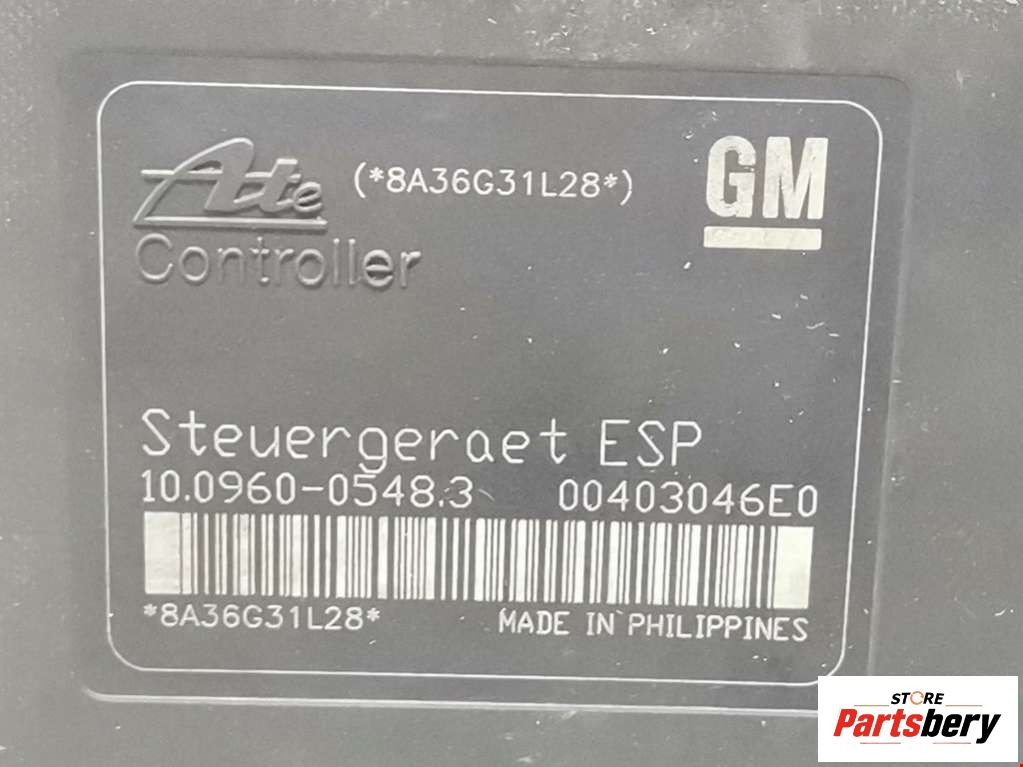 Ate (*8A36G31L28*) GM
Controller
Steuergeraet ESP
10.0960-0548.3 00403046E0
*8A36G31L28* MADE IN PHILIPPINES
STORE
Partsbery